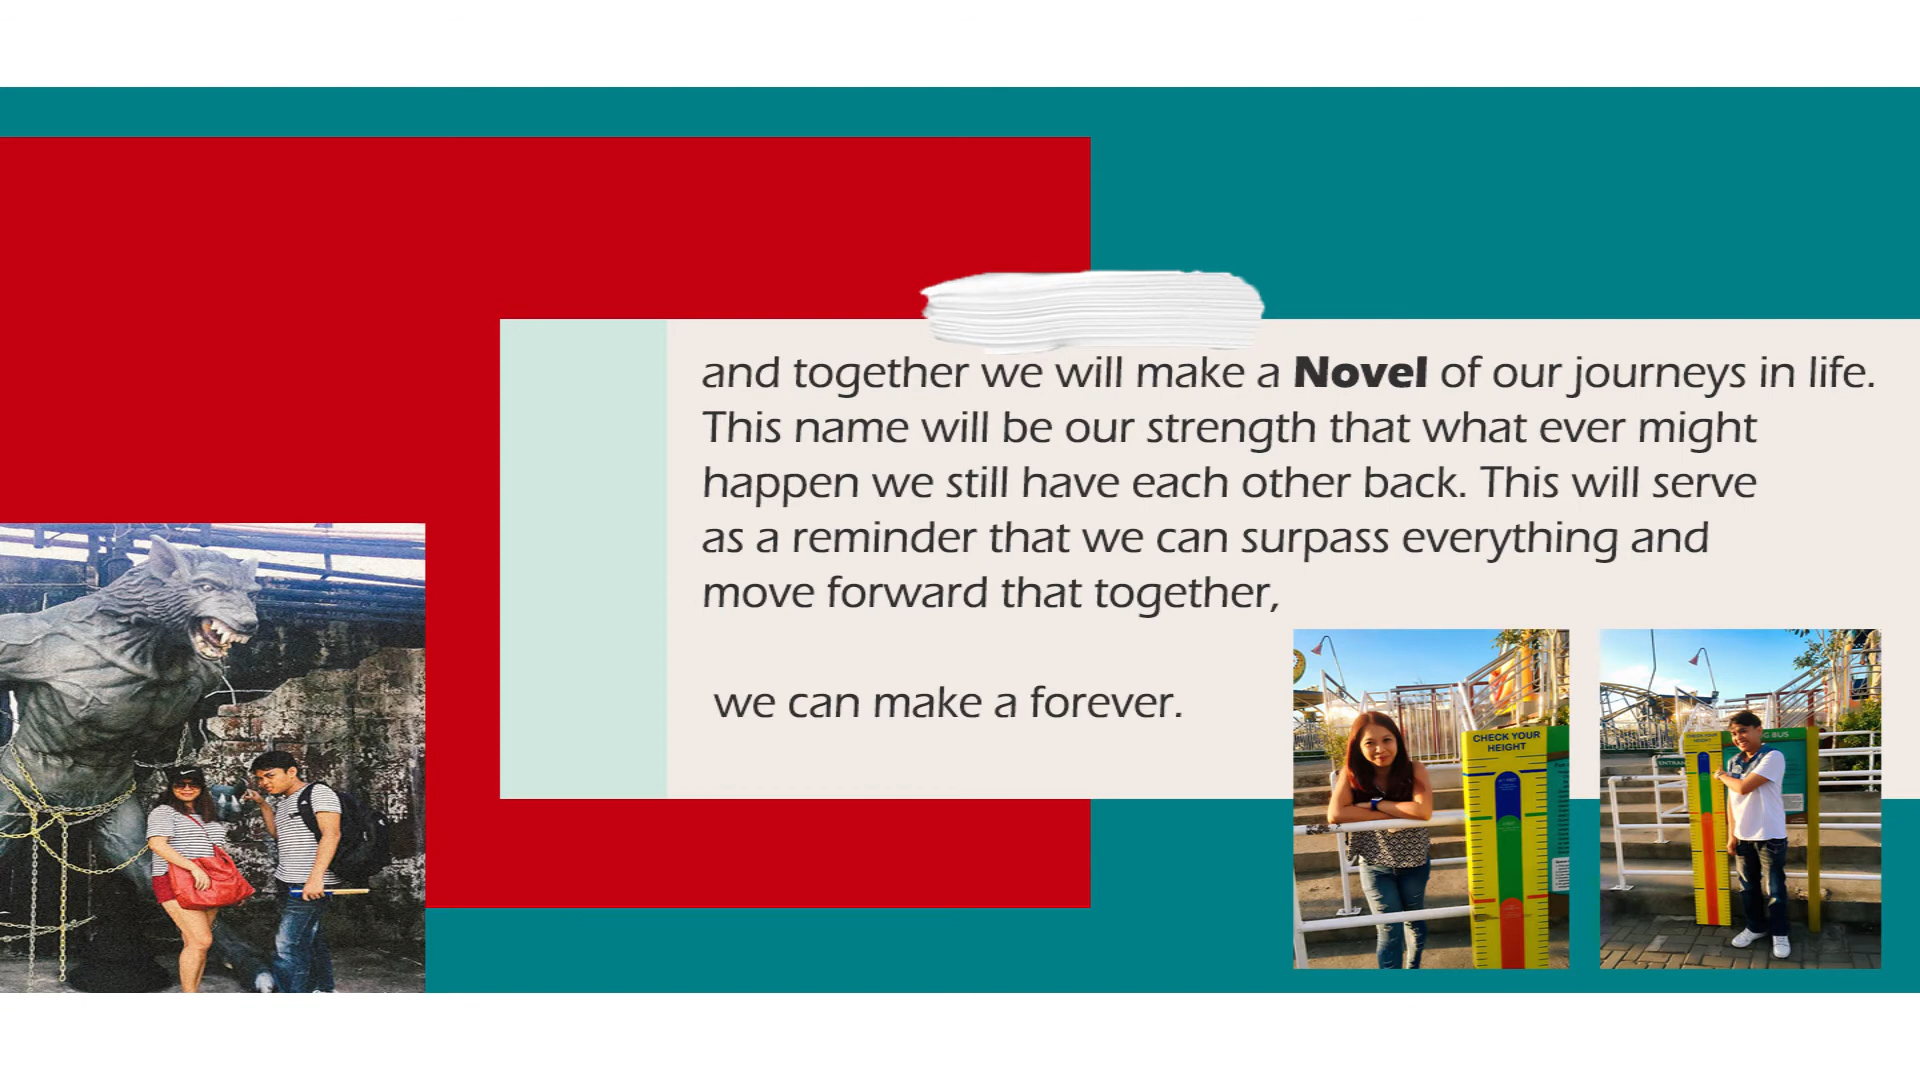 and together we will make a Novel of our journeys in life.
This name will be our strength that what ever might
happen we still have each other back. This will serve
as a reminder that we can surpass everything and
move forward that together,
we can make a forever.
CHECK YOUR
HEIGHT